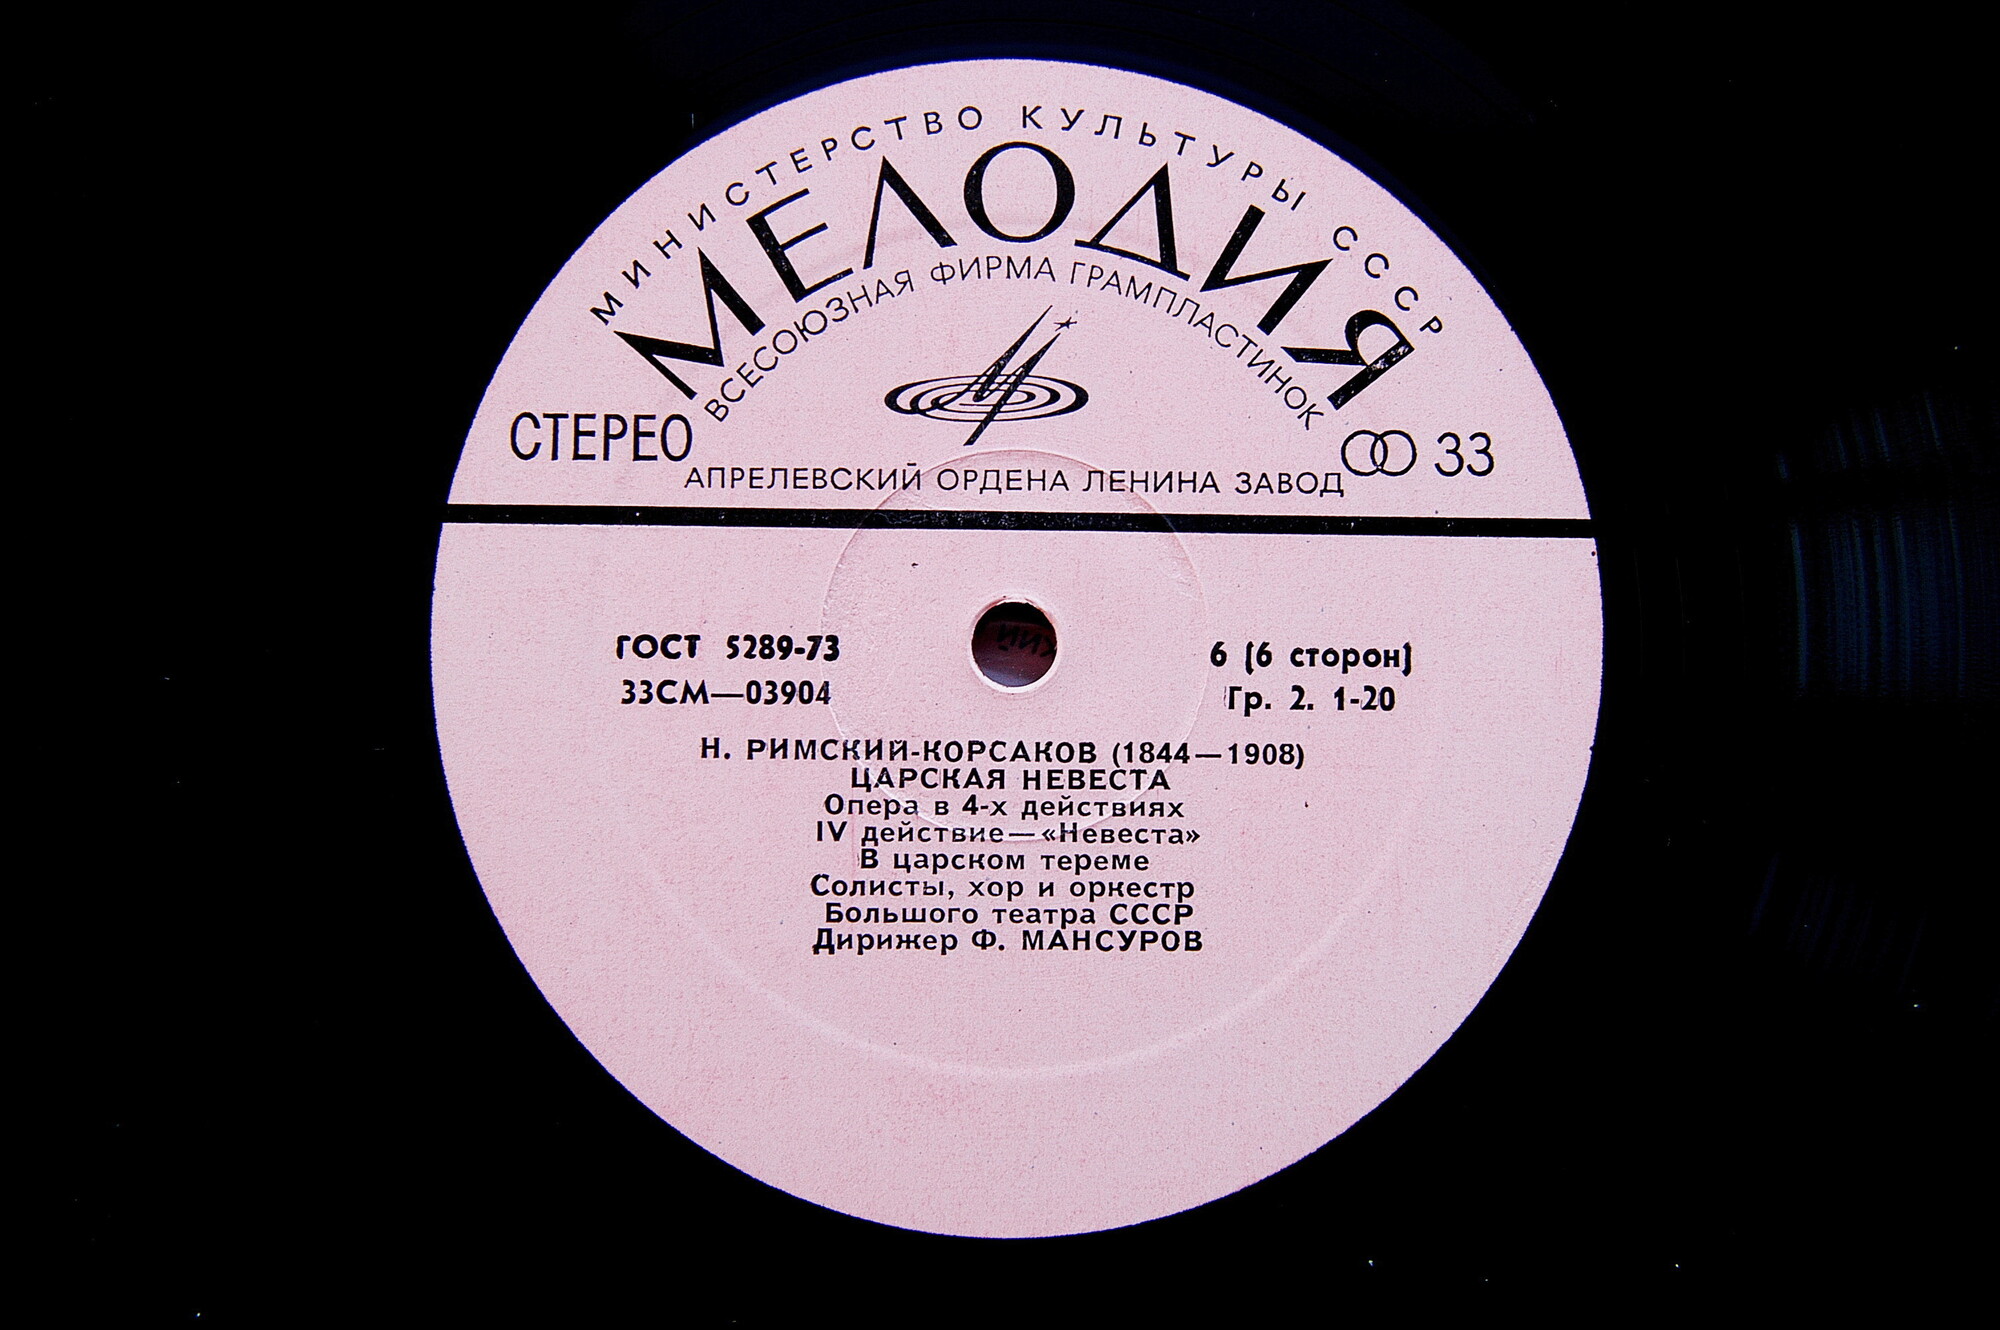 МИНИСТЕРСТВО КУЛЬТУРЫ СССР
МЕЛОДИЯ
ВСЕСОЮЗНАЯ ФИРМА ГРАМПЛАСТИНОК
СТЕРЕО
33
АПРЕЛЕВСКИЙ ОРДЕНА ЛЕНИНА ЗАВОД
ГОСТ 5289-73
6 (6 сторон)
33СМ—03904
Гр. 2. 1-20
Н. РИМСКИЙ-КОРСАКОВ (1844—1908)
ЦАРСКАЯ НЕВЕСТА
Опера в 4-х действиях
IV действие—«Невеста»
В царском тереме
Солисты, хор и оркестр
Большого театра СССР
Дирижер Ф. МАНСУРОВ